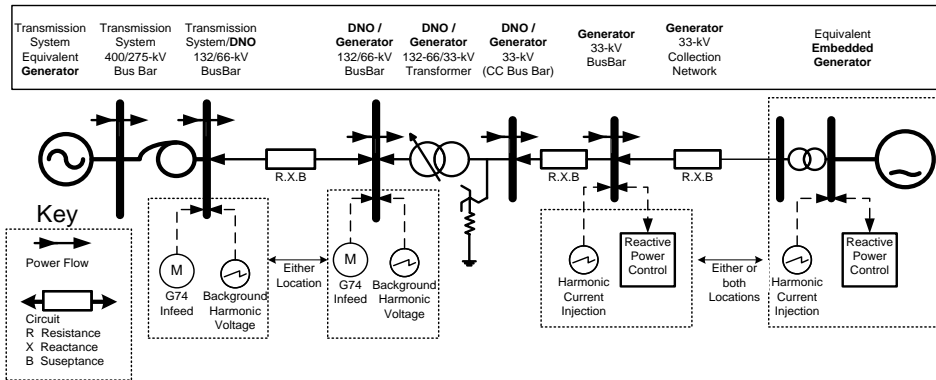 Transmission
System
Equivalent
Generator
Transmission
System
400/275-kV
Bus Bar
Transmission
System/DNO
132/66-kV
BusBar
DNO /
Generator
132/66-kV
BusBar
DNO /
Generator
132-66/33-kV
Transformer
DNO /
Generator
33-kV
(CC Bus Bar)
Generator
33-kV
BusBar
Generator
33-kV
Collection
Network
Equivalent
Embedded
Generator
R.X.B
R.X.B
R.X.B
Key
Power Flow
Circuit
R Resistance
X Reactance
B Suseptance
M
G74
Infeed
Background
Harmonic
Voltage
Either
Location
M
G74
Infeed
Background
Harmonic
Voltage
Harmonic
Current
Injection
Reactive
Power
Control
Either or
both
Locations
Harmonic
Current
Injection
Reactive
Power
Control